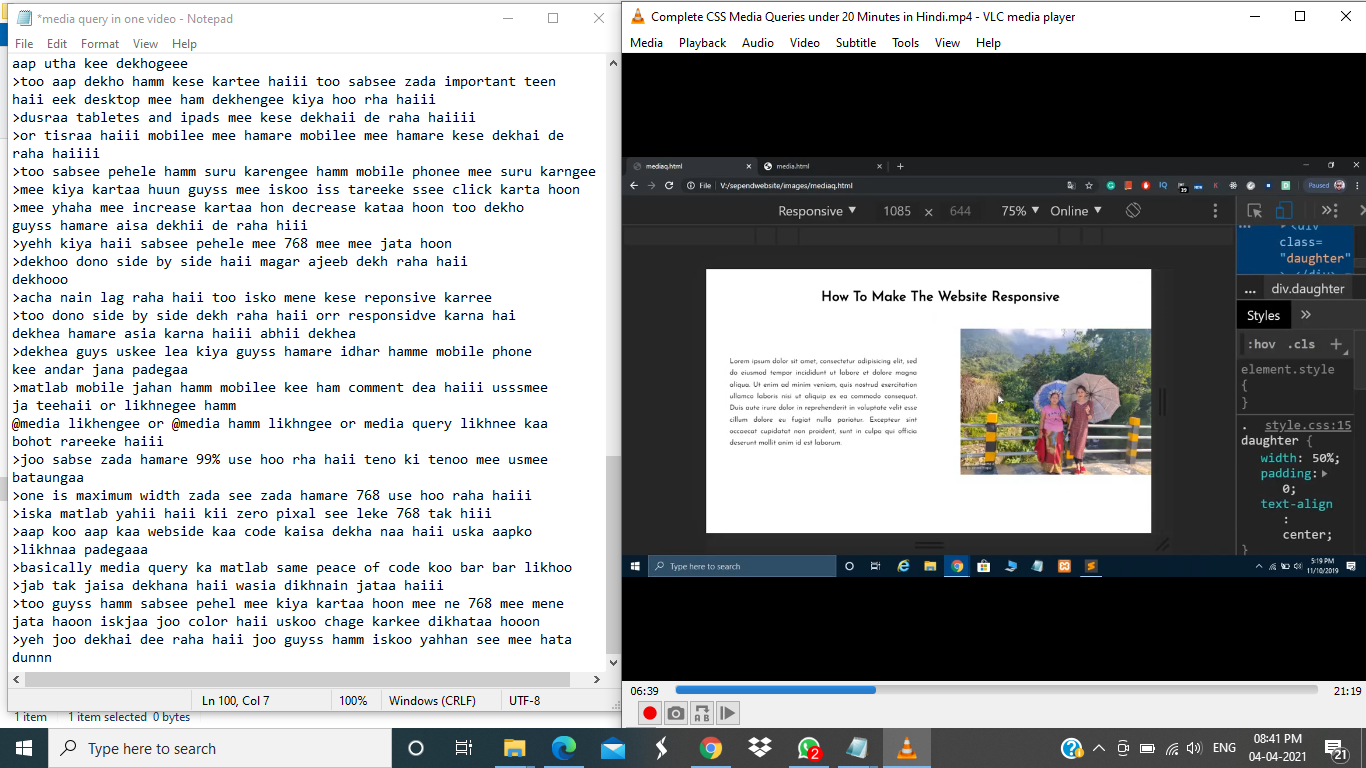 *media query in one video - Notepad
File Edit Format View Help
aap utha kee dekhogeee
>too aap dekho hamm kese kartee haiii too sabsee zada important teen
haii eek desktop mee ham dekhengee kiya hoo rha haiii
>dusraa tabletes and ipads mee kese dekhaii de raha haiiii
>or tisraa haiii mobilee mee hamare mobilee mee hamare kese dekhai de
raha haiiii
>too sabsee pehele hamm suru karengee hamm mobile phonee mee suru karngee
>mee kiya kartaa huun guyss mee iskoo iss tareeke ssee click karta hoon
>mee yhaha mee increase kartaa hon decrease kataa hoon too dekho
guyss hamare aisa dekhii de raha hiii
>yehh kiya haii sabsee pehele mee 768 mee mee jata hoon
>dekhoo dono side by side haii magar ajeeb dekh raha haii
dekhooo
>acha nain lag raha haii too isko mene kese reponsive karree
>too dono side by side dekh raha haii orr responsidve karna hai
dekhea hamare asia karna haiii abhii dekhea
>dekhea guys uskee lea kiya guyss hamare idhar hamme mobile phone
kee andar jana padegaa
>matlab mobile jahan hamm mobilee kee ham comment dea haiii usssmee
ja teehaii or likhnegee hamm
@media likhengee or @media hamm likhngee or media query likhnee kaa
bohot rareeke haiii
>joo sabse zada hamare 99% use hoo rha haii teno ki tenoo mee usmee
bataungaa
>one is maximum width zada see zada hamare 768 use hoo raha haiii
>iska matlab yahii haii kii zero pixal see leke 768 tak hiii
>aap koo aap kaa webside kaa code kaisa dekha naa haii uska aapko
>likhnaa padegaaa
>basically media query ka matlab same peace of code koo bar bar likhoo
>jab tak jaisa dekhana haii wasia dikhnain jataa haiii
>too guyss hamm sabsee pehel mee kiya kartaa hoon mee ne 768 mee mene
jata haoon iskjaa joo color haii uskoo chage karkee dikhataa hooon
>yeh joo dekhai dee raha haii joo guyss hamm iskoo yahhan see mee hata
dunnn
Ln 100, Col 7 100% Windows (CRLF) UTF-8
1 item 1 item selected 0 bytes
Complete CSS Media Queries under 20 Minutes in Hindi.mp4 - VLC media player
Media Playback Audio Video Subtitle Tools View Help
mediaq.html media.html
File V:/sependwebsite/images/mediaq.html Paused
Responsive 1085 x 644 75% Online
How To Make The Website Responsive
Lorem ipsum dolor sit amet, consectetur adipisicing elit, sed
do eiusmod tempor incididunt ut labore et dolore magna
aliqua. Ut enim ad minim veniam, quis nostrud exercitation
ullamco laboris nisi ut aliquip ex ea commodo consequat.
Duis aute irure dolor in reprehenderit in voluptate velit esse
cillum dolore eu fugiat nulla pariatur. Excepteur sint
occaecat cupidatat non proident, sunt in culpa qui officia
deserunt mollit anim id est laborum.
<div
class=
"daughter"
... div.daughter
Styles
:hov .cls +
element.style
{
}
. style.css:15
daughter {
width: 50%;
padding:
0;
text-align
:
center;
}
Type here to search
5:19 PM
11/10/2019
06:39 21:19
Type here to search
ENG
08:41 PM
04-04-2021
2
21